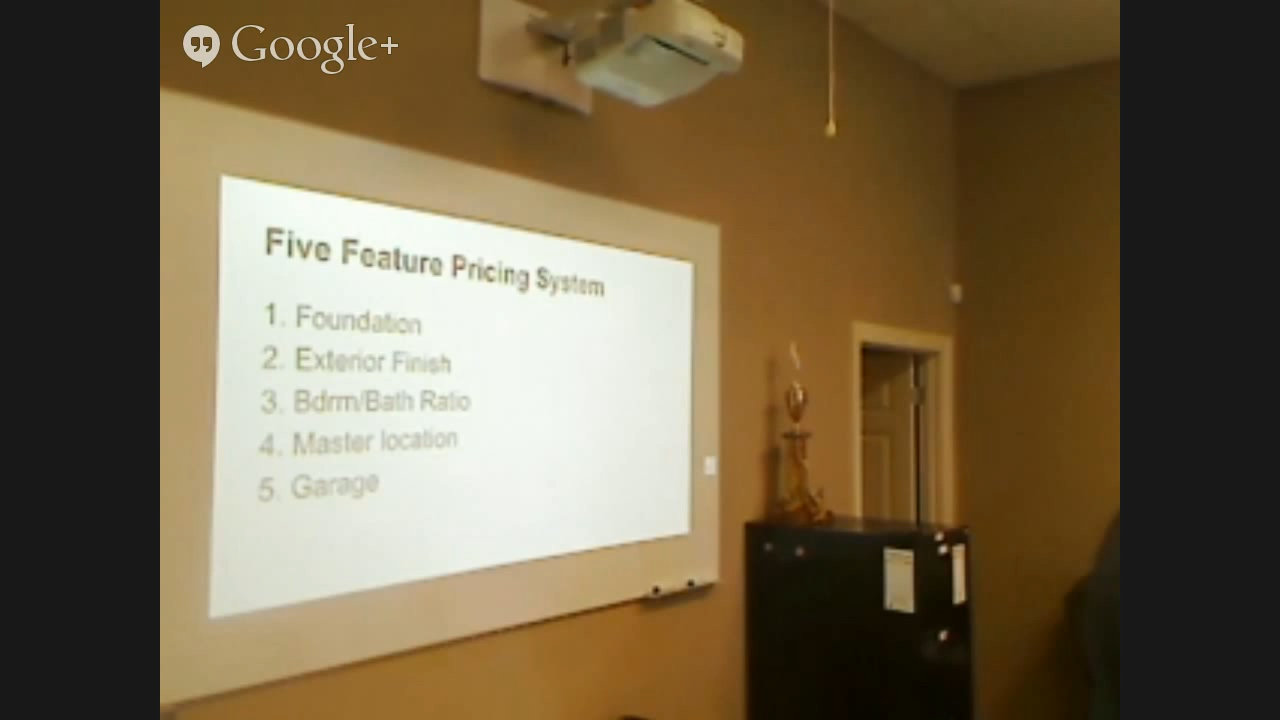 Google+
Five Feature Pricing System
1. Foundation
2. Exterior Finish
3. Bdrm/Bath Ratio
4. Master location
5. Garage